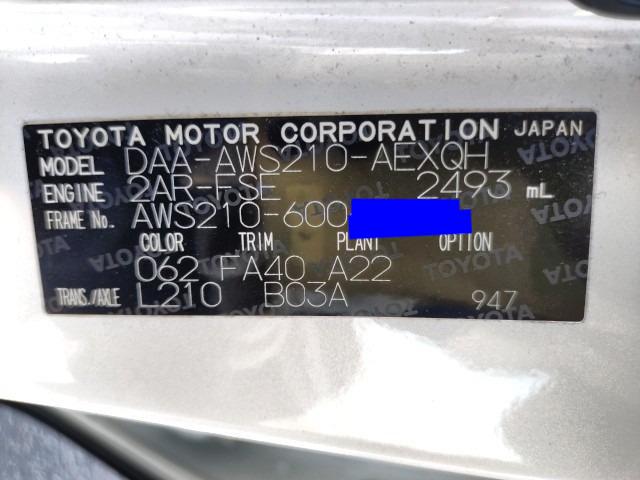 TOYOTA MOTOR CORPORATION JAPAN
MODEL DAA-AWS210-AEXQH
ENGINE 2AR-FSE 2493 mL
FRAME No. AWS210-600
COLOR TRIM PLANT OPTION
062 FA40 A22
TRANS./AXLE L210 B03A 947